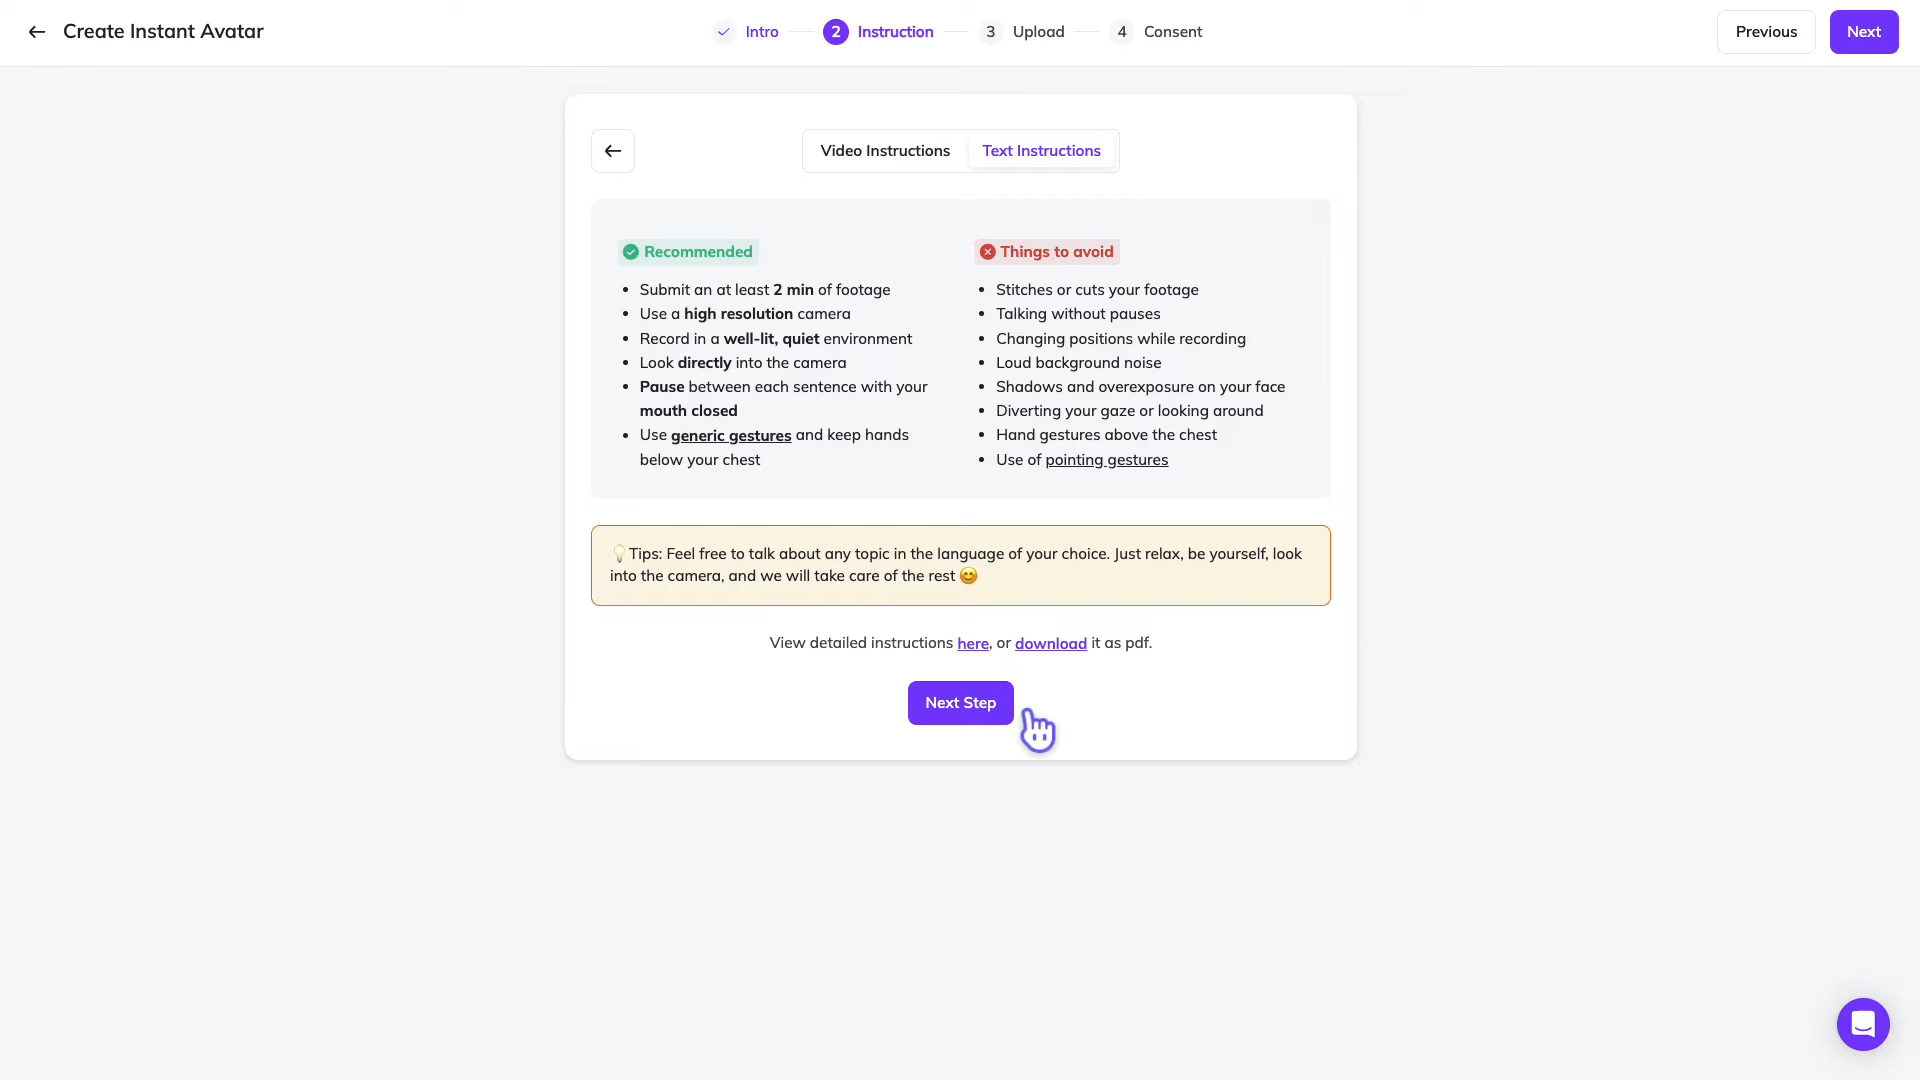 Create Instant Avatar
Intro
2 Instruction
3 Upload
4 Consent
Previous
Next
Video Instructions
Text Instructions
Recommended
Submit an at least 2 min of footage
Use a high resolution camera
Record in a well-lit, quiet environment
Look directly into the camera
Pause between each sentence with your
mouth closed
Use generic gestures and keep hands
below your chest
Things to avoid
Stitches or cuts your footage
Talking without pauses
Changing positions while recording
Loud background noise
Shadows and overexposure on your face
Diverting your gaze or looking around
Hand gestures above the chest
Use of pointing gestures
💡Tips: Feel free to talk about any topic in the language of your choice. Just relax, be yourself, look
into the camera, and we will take care of the rest 😊
View detailed instructions here, or download it as pdf.
Next Step